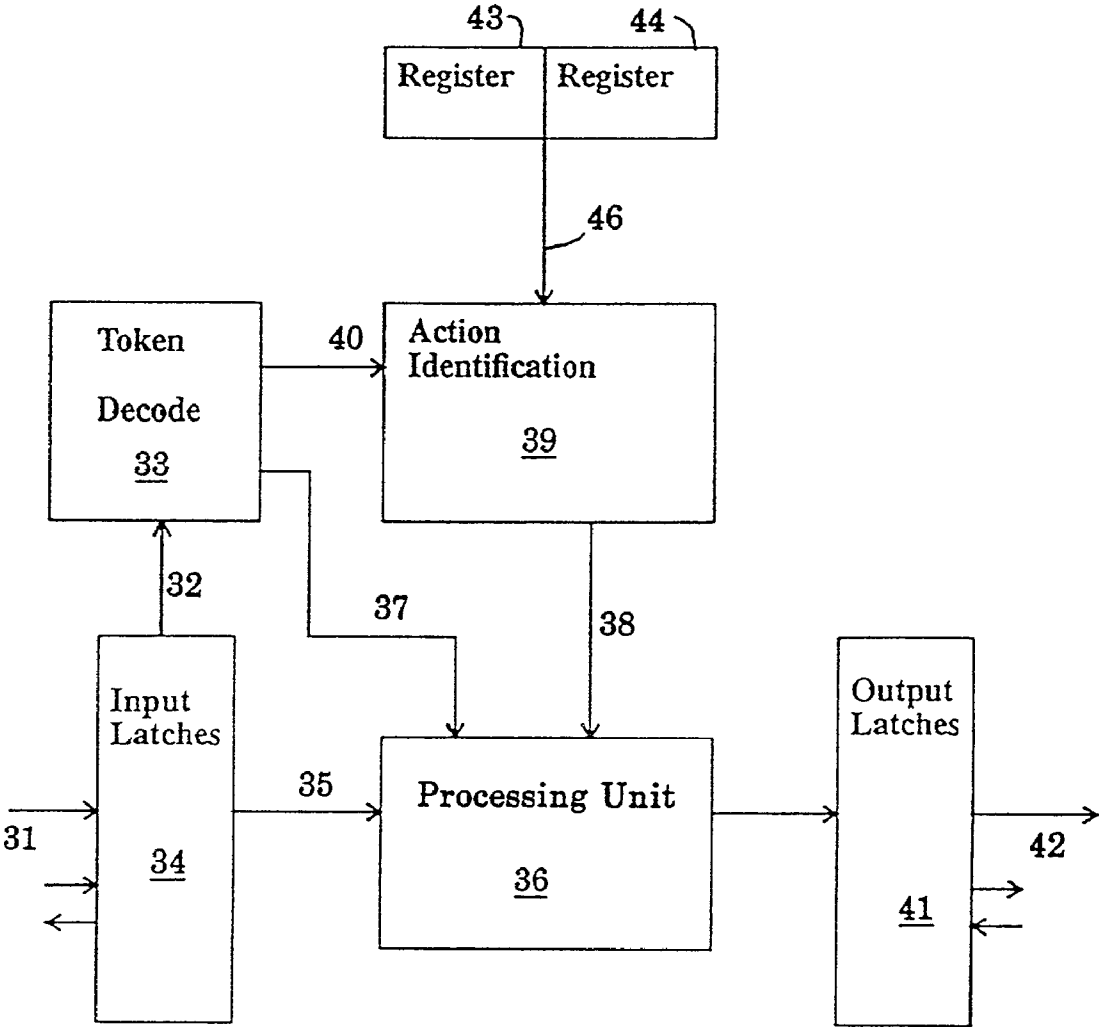 43
44
Register
Register
46
Token
Decode
33
40
Action
Identification
39
32
37
38
Input
Latches
34
31
35
Processing Unit
36
Output
Latches
41
42